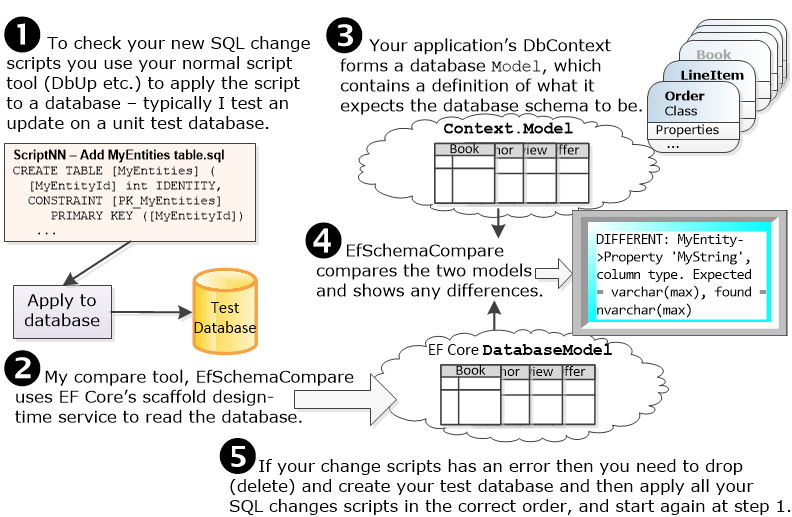 1 To check your new SQL change
scripts you use your normal script
tool (DbUp etc.) to apply the script
to a database – typically I test an
update on a unit test database.
ScriptNN – Add MyEntities table.sql
CREATE TABLE [MyEntities] (
[MyEntityId] int IDENTITY,
CONSTRAINT [PK_MyEntities]
PRIMARY KEY ([MyEntityId])
...
Apply to
database
Test
Database
2 My compare tool, EfSchemaCompare
uses EF Core's scaffold design-
time service to read the database.
3 Your application's DbContext
forms a database Model, which
contains a definition of what it
expects the database schema to be.
Book
LineItem
Order
Class
Properties
...
Context.Model
Book hor view ffer
4 EfSchemaCompare
compares the two models
and shows any differences.
DIFFERENT: MyEntity-
>Property 'MyString',
column type. Expected
= varchar(max), found =
nvarchar(max)
EF Core DatabaseModel
Book hor view ffer
5 If your change scripts has an error then you need to drop
(delete) and create your test database and then apply all your
SQL changes scripts in the correct order, and start again at step 1.